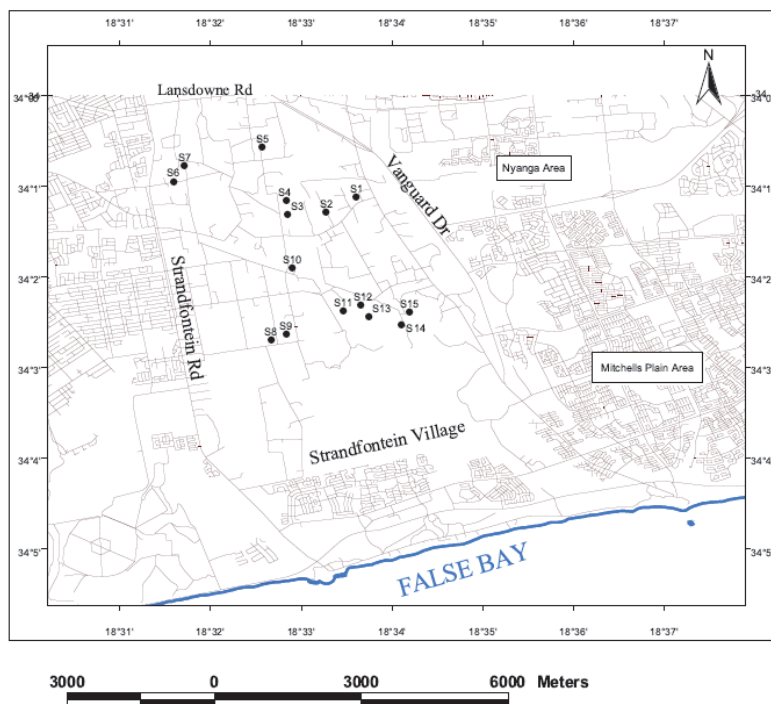 18°31' 18°32' 18°33' 18°34' 18°35' 18°36' 18°37'
N
Lansdowne Rd
S5
S7
S6
Vanguard Dr
Nyanga Area
34°1' 34°1'
S4
S3
S2
S1
34°2' 34°2'
Strandfontein Rd
S10
S11
S12
S13
S15
S14
S8
S9
34°3' 34°3'
Mitchells Plain Area
Strandfontein Village
34°4' 34°4'
34°5' 34°5'
FALSE BAY
18°31' 18°32' 18°33' 18°34' 18°35' 18°36' 18°37'
3000 0 3000 6000 Meters